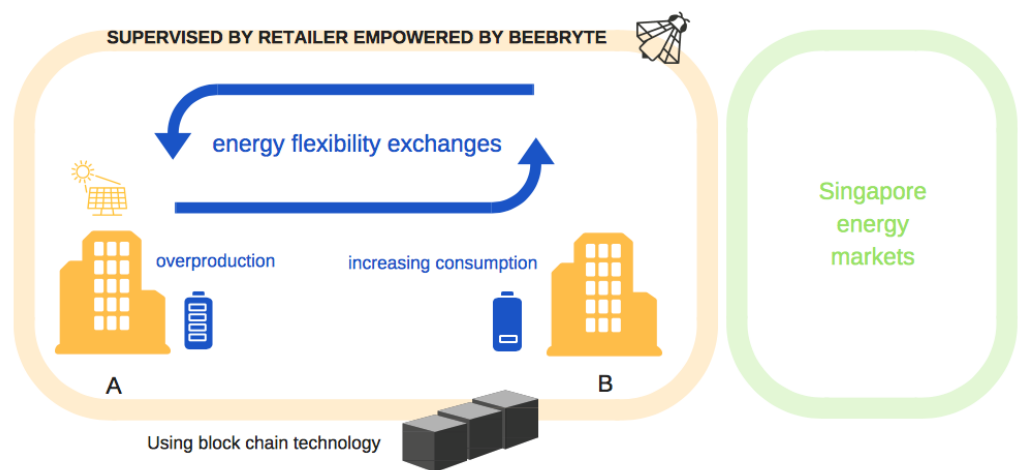 SUPERVISED BY RETAILER EMPOWERED BY BEEBRYTE
energy flexibility exchanges
overproduction
increasing consumption
A
B
Using block chain technology
Singapore
energy
markets